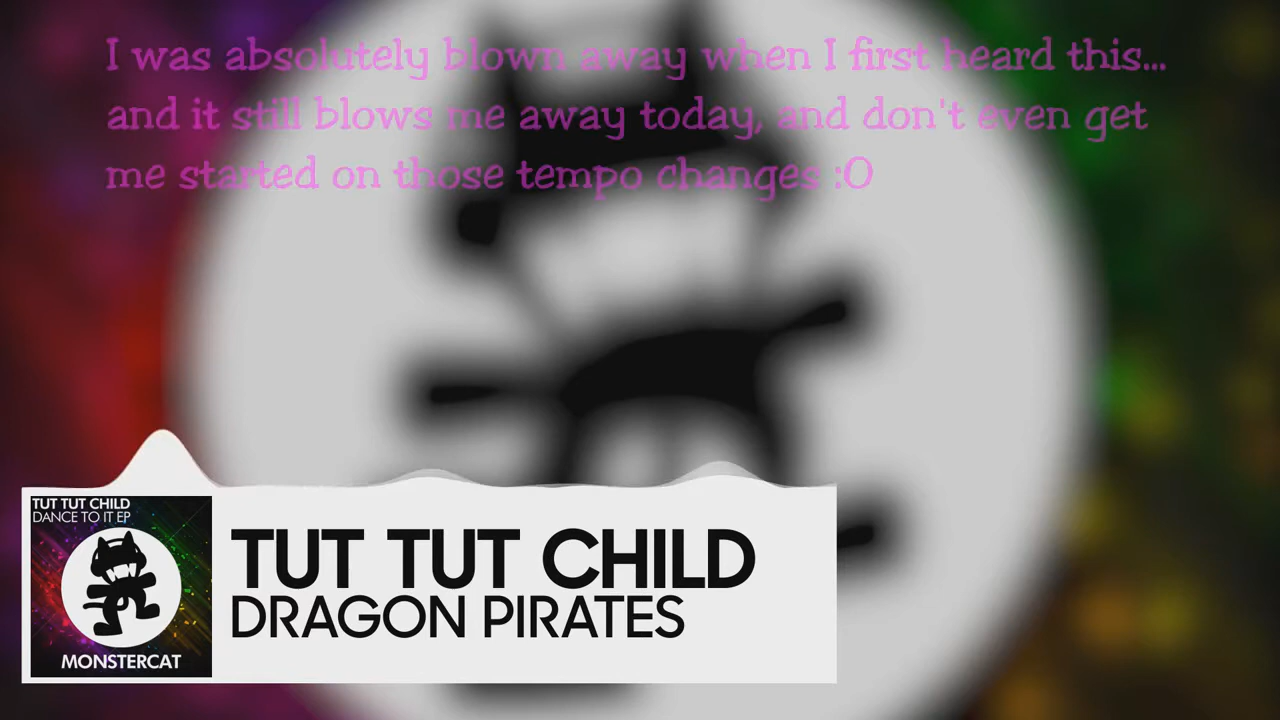 I was absolutely blown away when I first heard this...
and it still blows me away today, and don't even get
me started on those tempo changes :O
TUT TUT CHILD
DANCE TO IT EP
MONSTERCAT
TUT TUT CHILD
DRAGON PIRATES